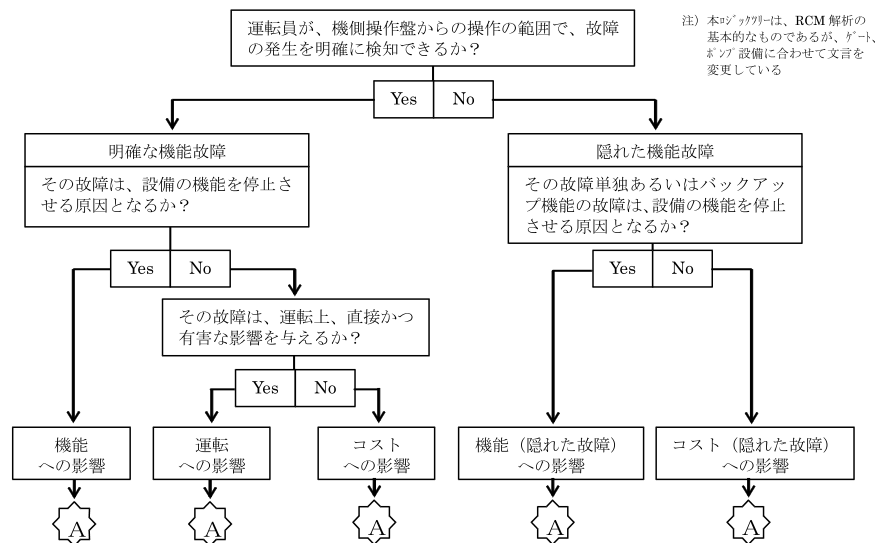 運転員が、機側操作盤からの操作の範囲で、故障
の発生を明確に検知できるか？
注）本ﾛｼﾞｯｸﾂﾘｰは、RCM 解析の
基本的なものであるが、ｹﾞｰﾄ、
ﾎﾟﾝﾌﾟ設備に合わせて文言を
変更している
Yes No
明確な機能故障
その故障は、設備の機能を停止さ
せる原因となるか？
隠れた機能故障
その故障単独あるいはバックアッ
プ機能の故障は、設備の機能を停止
させる原因となるか？
Yes No
Yes No
その故障は、運転上、直接かつ
有害な影響を与えるか？
Yes No
機能
への影響
運転
への影響
コスト
への影響
機能（隠れた故障）
への影響
コスト（隠れた故障）
への影響
A
A
A
A
A